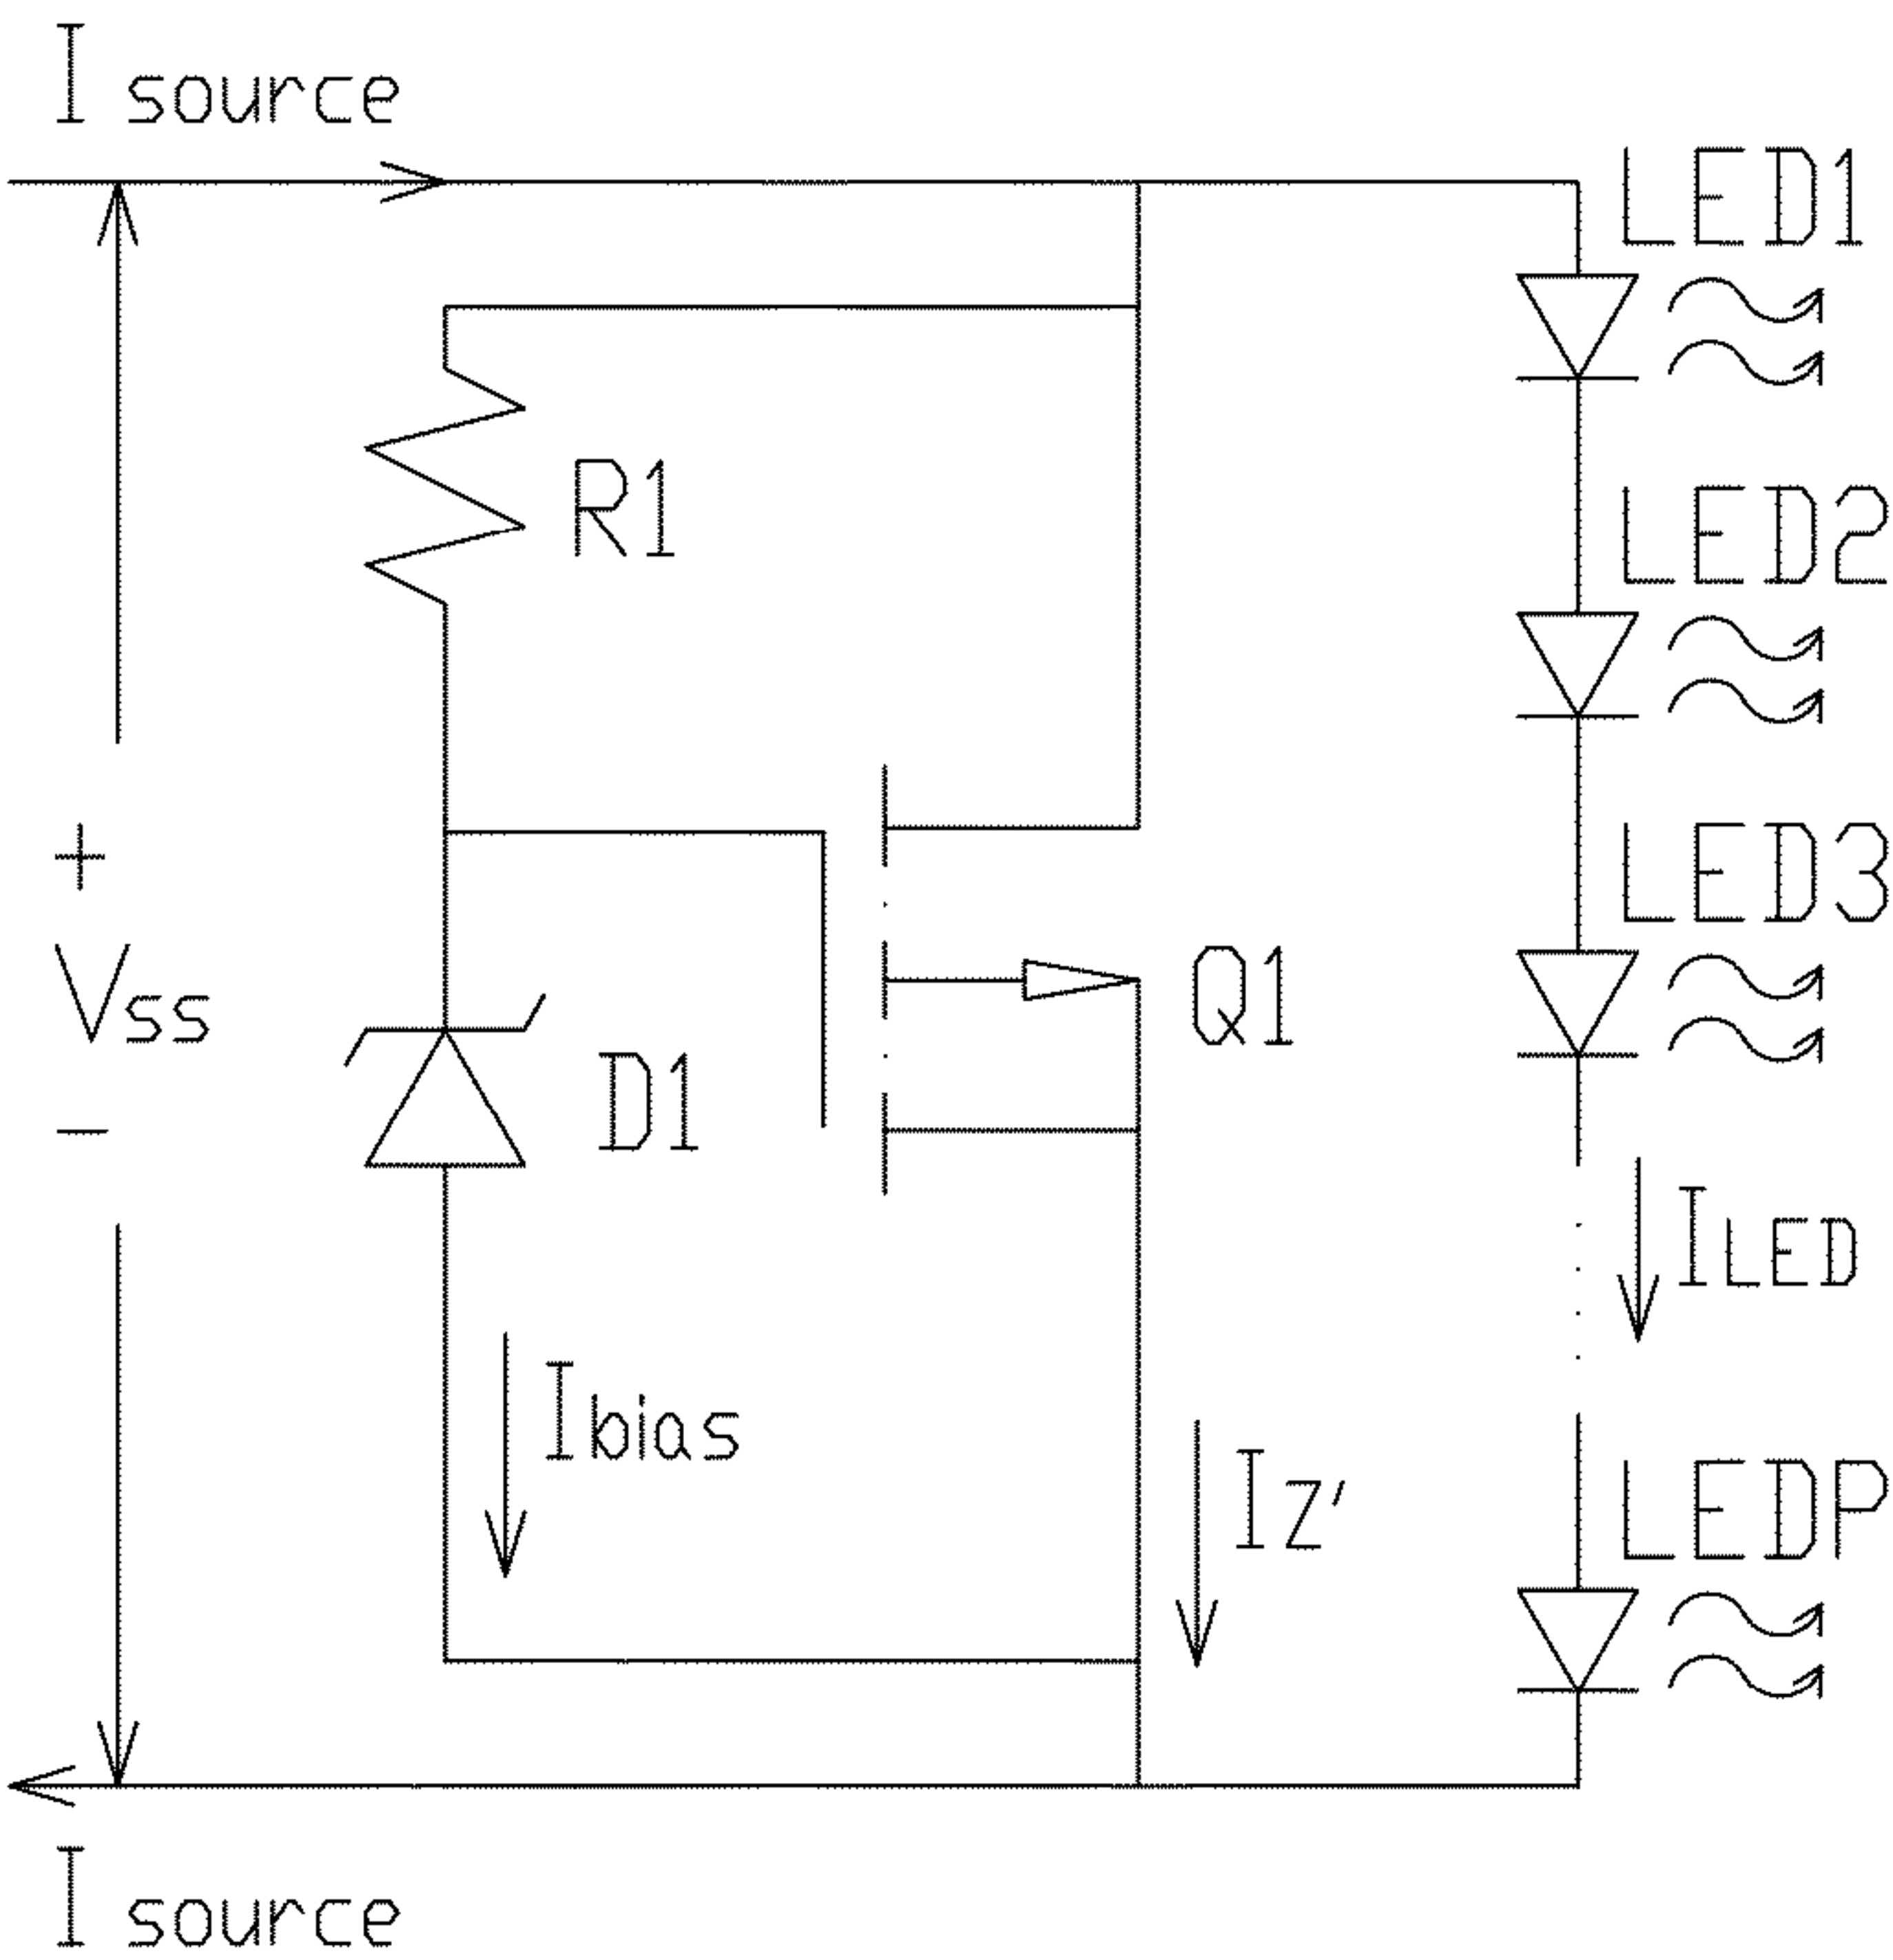 I source
LED1
R1
LED2
+
Vss
-
LED3
Q1
D1
ILED
Ibias
IZ'
LEDP
I source